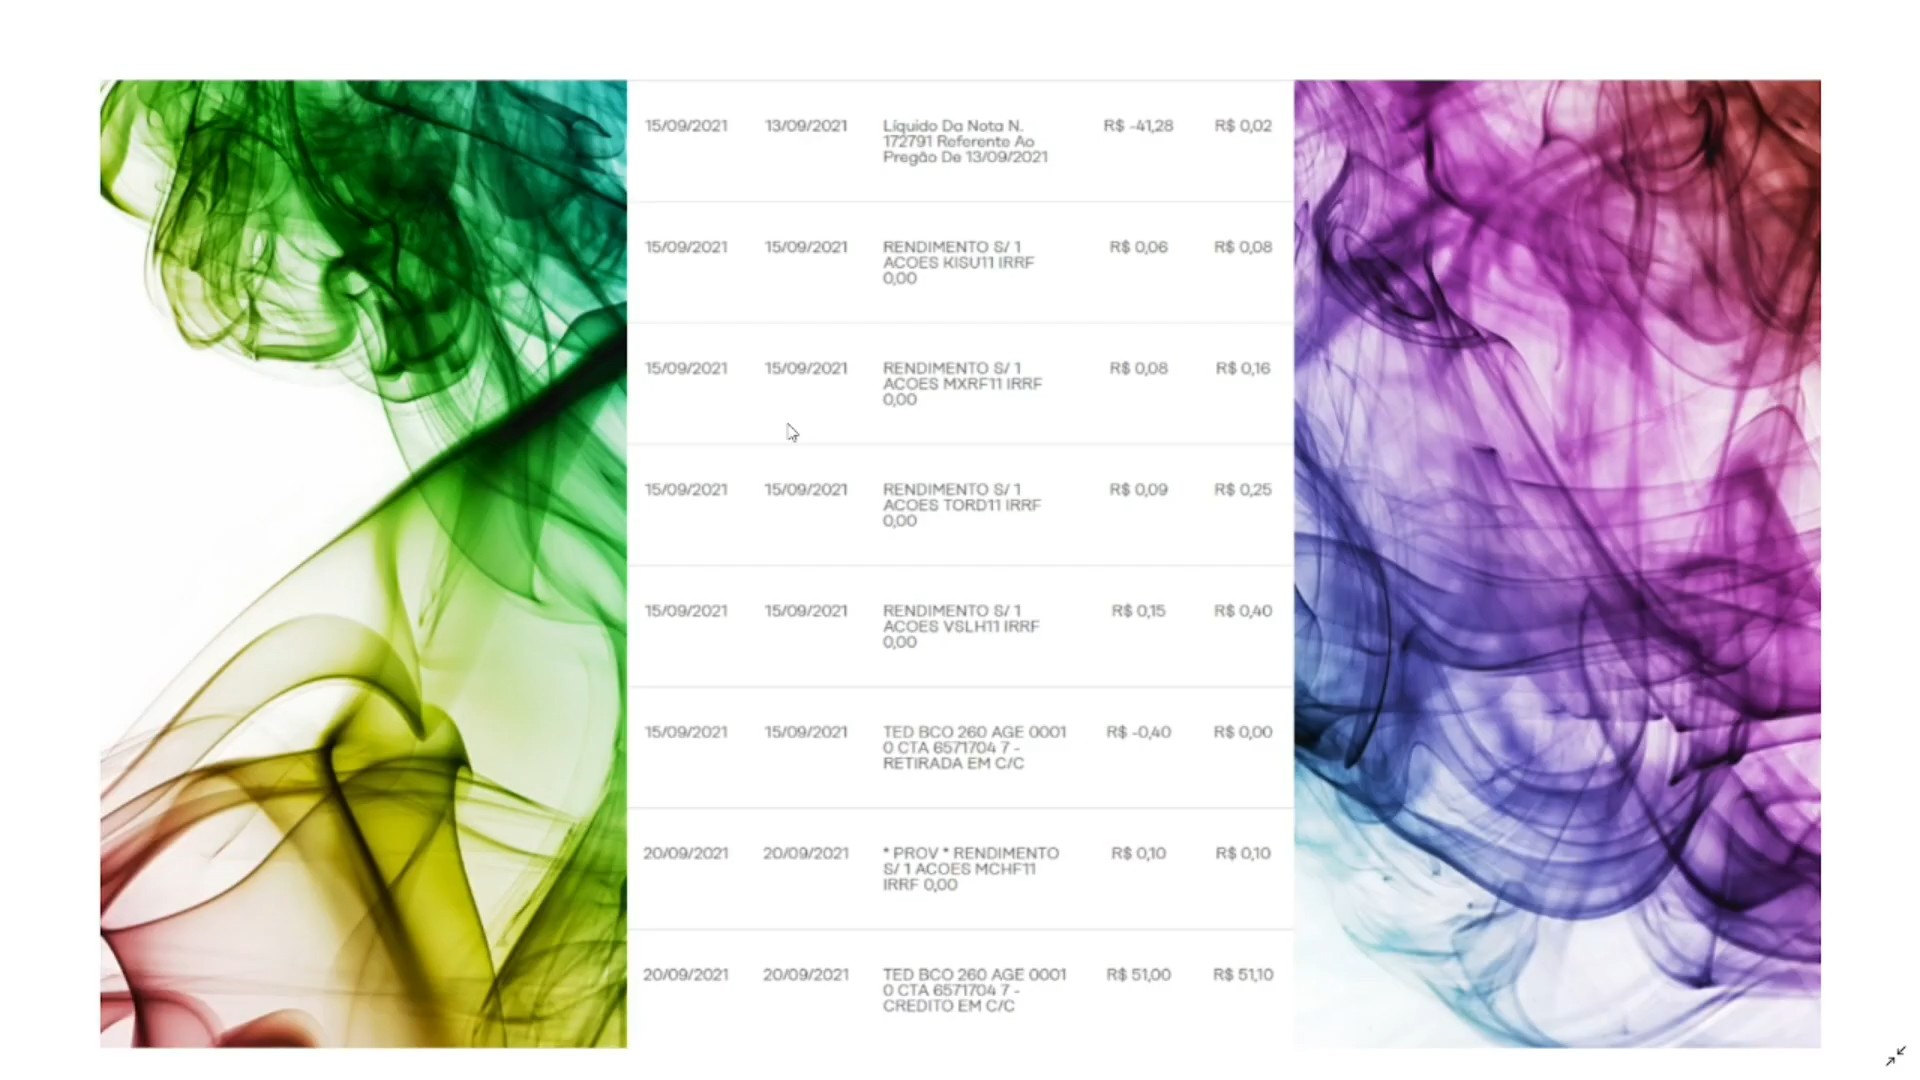 15/09/2021 13/09/2021 Líquido Da Nota N. R$ -41,28 R$ 0,02
172791 Referente Ao
Pregão De 13/09/2021
15/09/2021 15/09/2021 RENDIMENTO S/ 1 R$ 0,06 R$ 0,08
ACOES KISU11 IRRF
0,00
15/09/2021 15/09/2021 RENDIMENTO S/ 1 R$ 0,08 R$ 0,16
ACOES MXRF11 IRRF
0,00
15/09/2021 15/09/2021 RENDIMENTO S/ 1 R$ 0,09 R$ 0,25
ACOES TORD11 IRRF
0,00
15/09/2021 15/09/2021 RENDIMENTO S/ 1 R$ 0,15 R$ 0,40
ACOES VSLH11 IRRF
0,00
15/09/2021 15/09/2021 TED BCO 260 AGE 0001 R$ -0,40 R$ 0,00
0 CTA 6571704 7 -
RETIRADA EM C/C
20/09/2021 20/09/2021 * PROV * RENDIMENTO R$ 0,10 R$ 0,10
S/ 1 ACOES MCHF11
IRRF 0,00
20/09/2021 20/09/2021 TED BCO 260 AGE 0001 R$ 51,00 R$ 51,10
0 CTA 6571704 7 -
CREDITO EM C/C